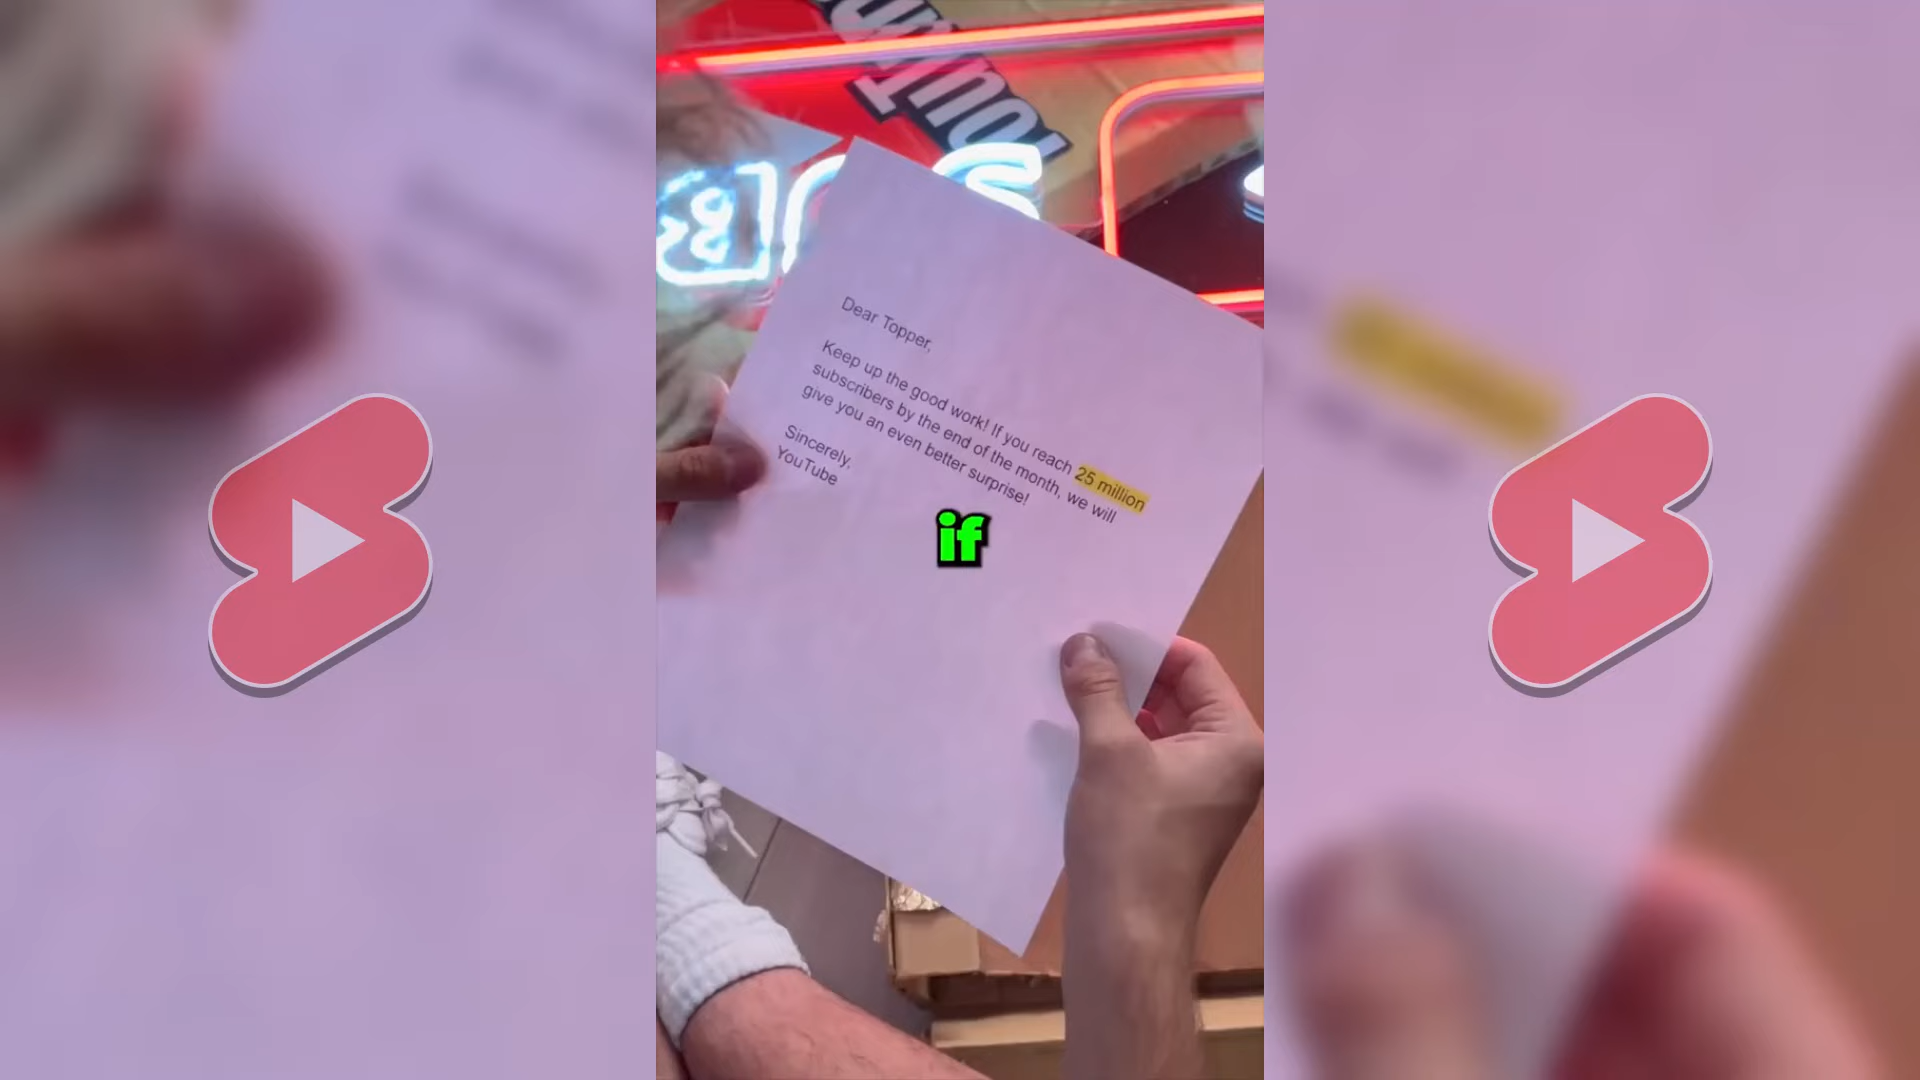 Dear Topper,
Keep up the good work! If you reach 25 million
subscribers by the end of the month, we will
give you an even better surprise!
Sincerely,
YouTube
if